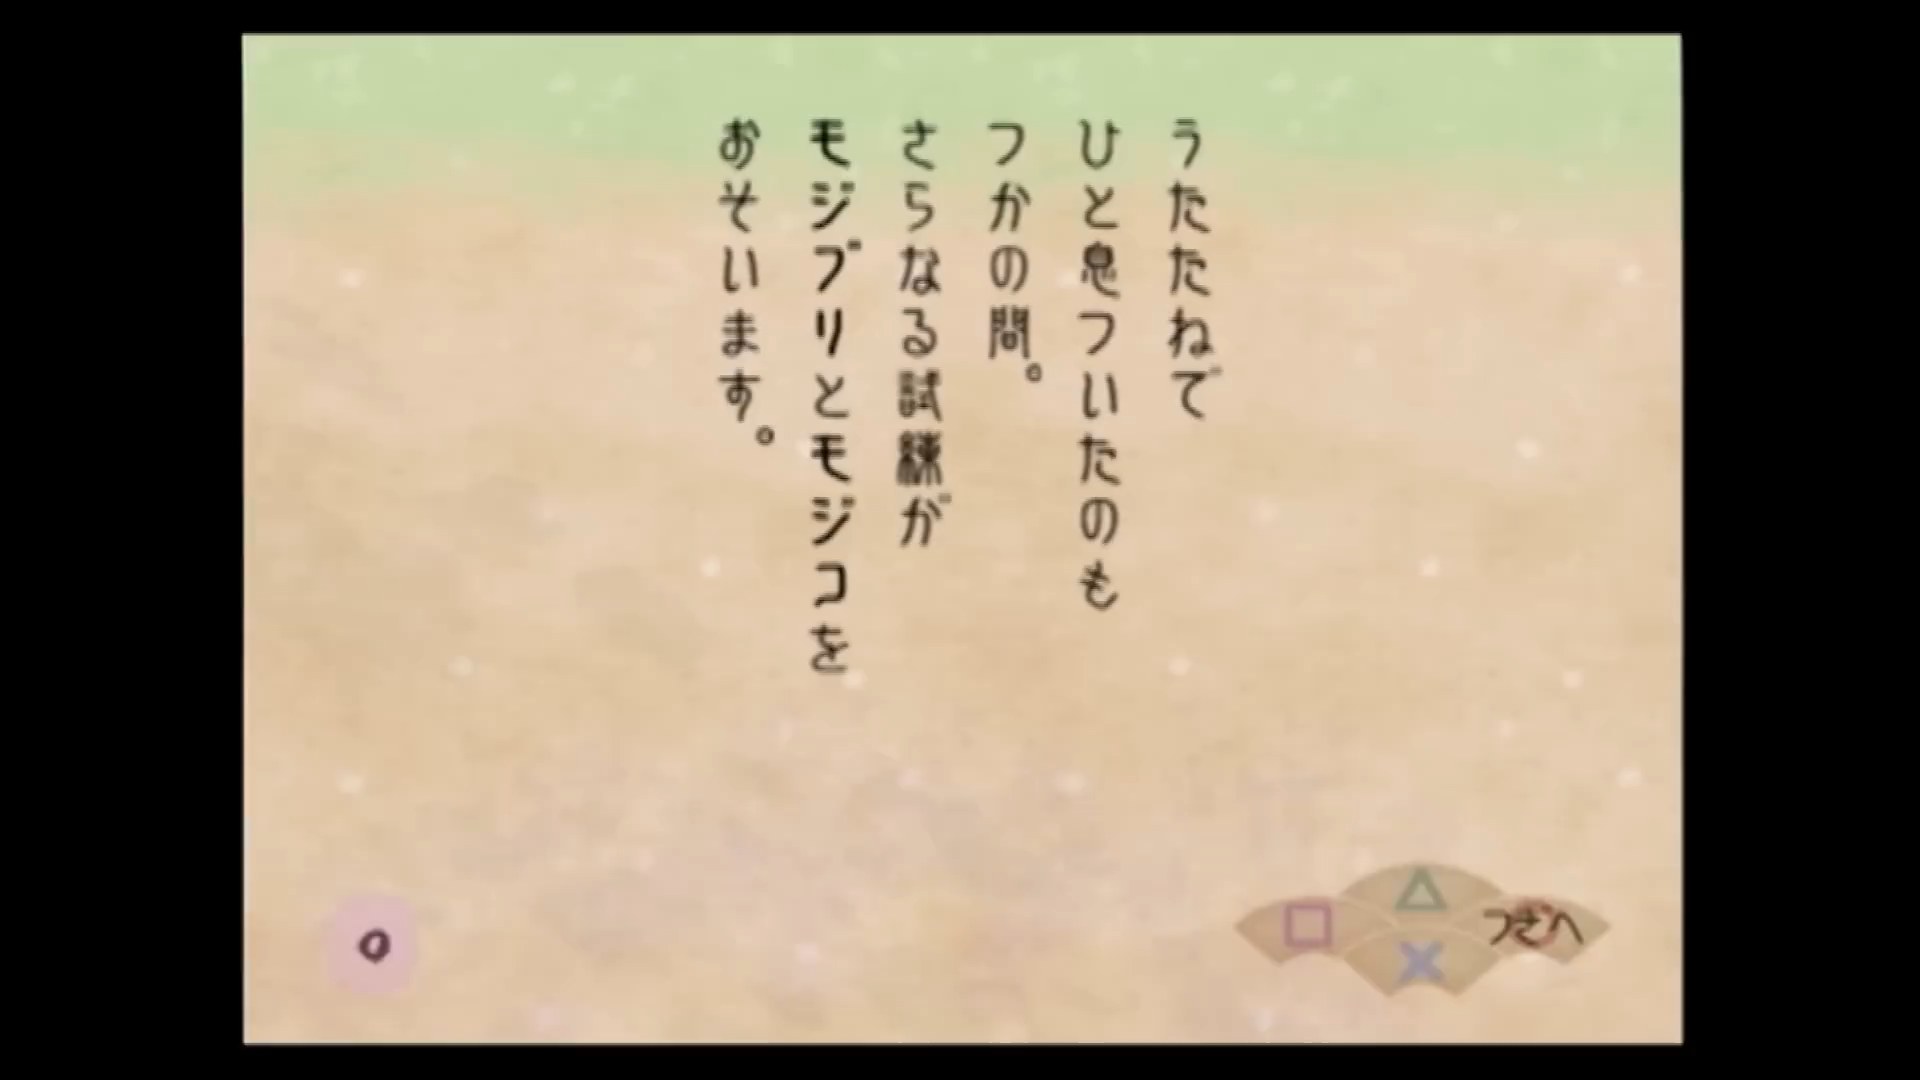 うたたねで
ひと息ついたのも
つかの間。
さらなる試練が
モジブリとモジコを
おそいます。
0
つぎへ